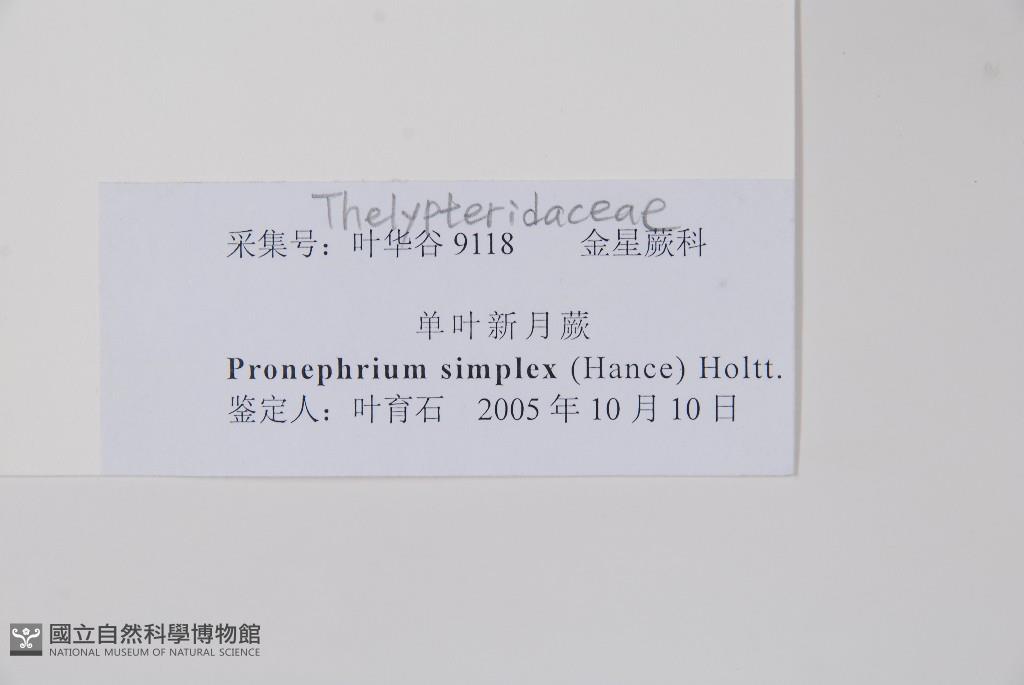 Thelypteridaceae
采集号：叶华谷 9118 金星蕨科
单叶新月蕨
Pronephrium simplex (Hance) Holtt.
鉴定人：叶育石 2005 年 10 月 10 日
國立自然科學博物館
NATIONAL MUSEUM OF NATURAL SCIENCE